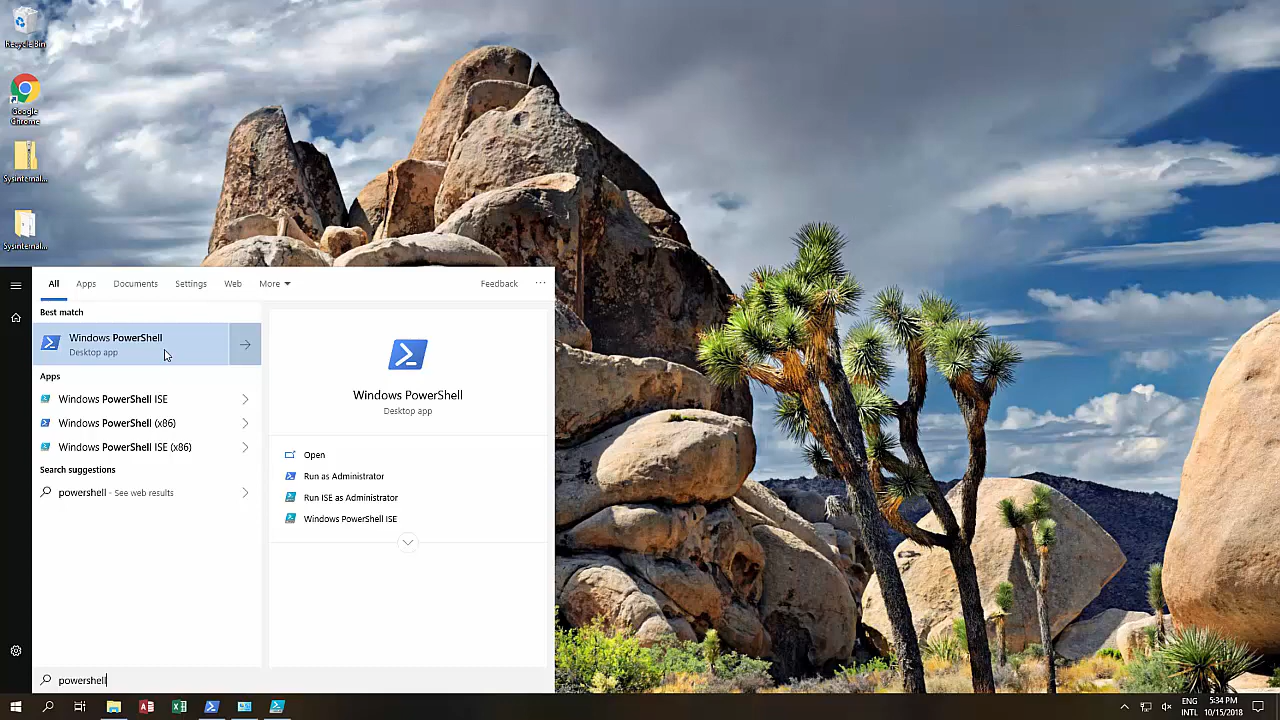 Recycle Bin
Google
Chrome
Sysinternal...
Sysinternal...
All
Apps
Documents
Settings
Web
More
Feedback
...
Best match
Windows PowerShell
Desktop app
Apps
Windows PowerShell ISE
Windows PowerShell (x86)
Windows PowerShell ISE (x86)
Search suggestions
powershell - See web results
Windows PowerShell
Desktop app
Open
Run as Administrator
Run ISE as Administrator
Windows PowerShell ISE
powershell
ENG
INTL
5:34 PM
10/15/2018